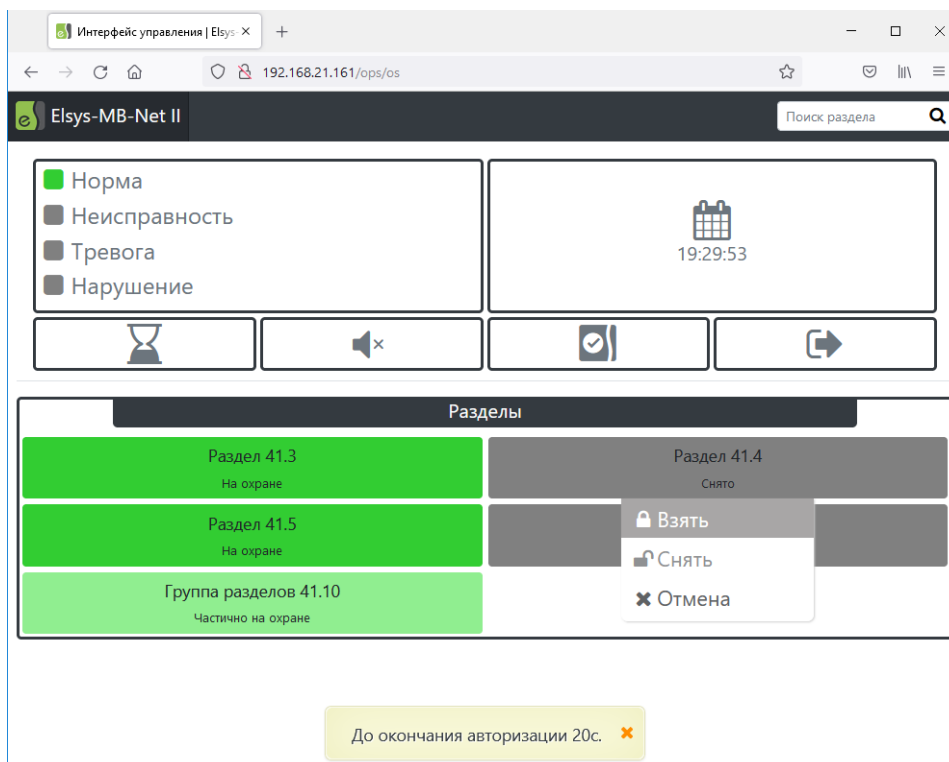 Интерфейс управления | Elsys-
192.168.21.161/ops/os
Elsys-MB-Net II
Поиск раздела
Норма
Неисправность
Тревога
Нарушение
19:29:53
Разделы
Раздел 41.3
На охране
Раздел 41.4
Снято
Раздел 41.5
На охране
Взять
Снять
Отмена
Группа разделов 41.10
Частично на охране
До окончания авторизации 20с.